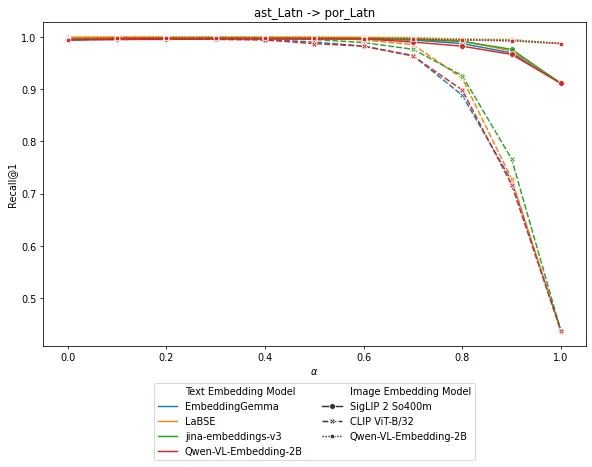 ast_Latn -> por_Latn
Recall@1
1.0
0.9
0.8
0.7
0.6
0.5
0.0
0.2
0.4
0.6
0.8
1.0
α
Text Embedding Model
EmbeddingGemma
LaBSE
jina-embeddings-v3
Qwen-VL-Embedding-2B
Image Embedding Model
SigLIP 2 So400m
CLIP ViT-B/32
Qwen-VL-Embedding-2B